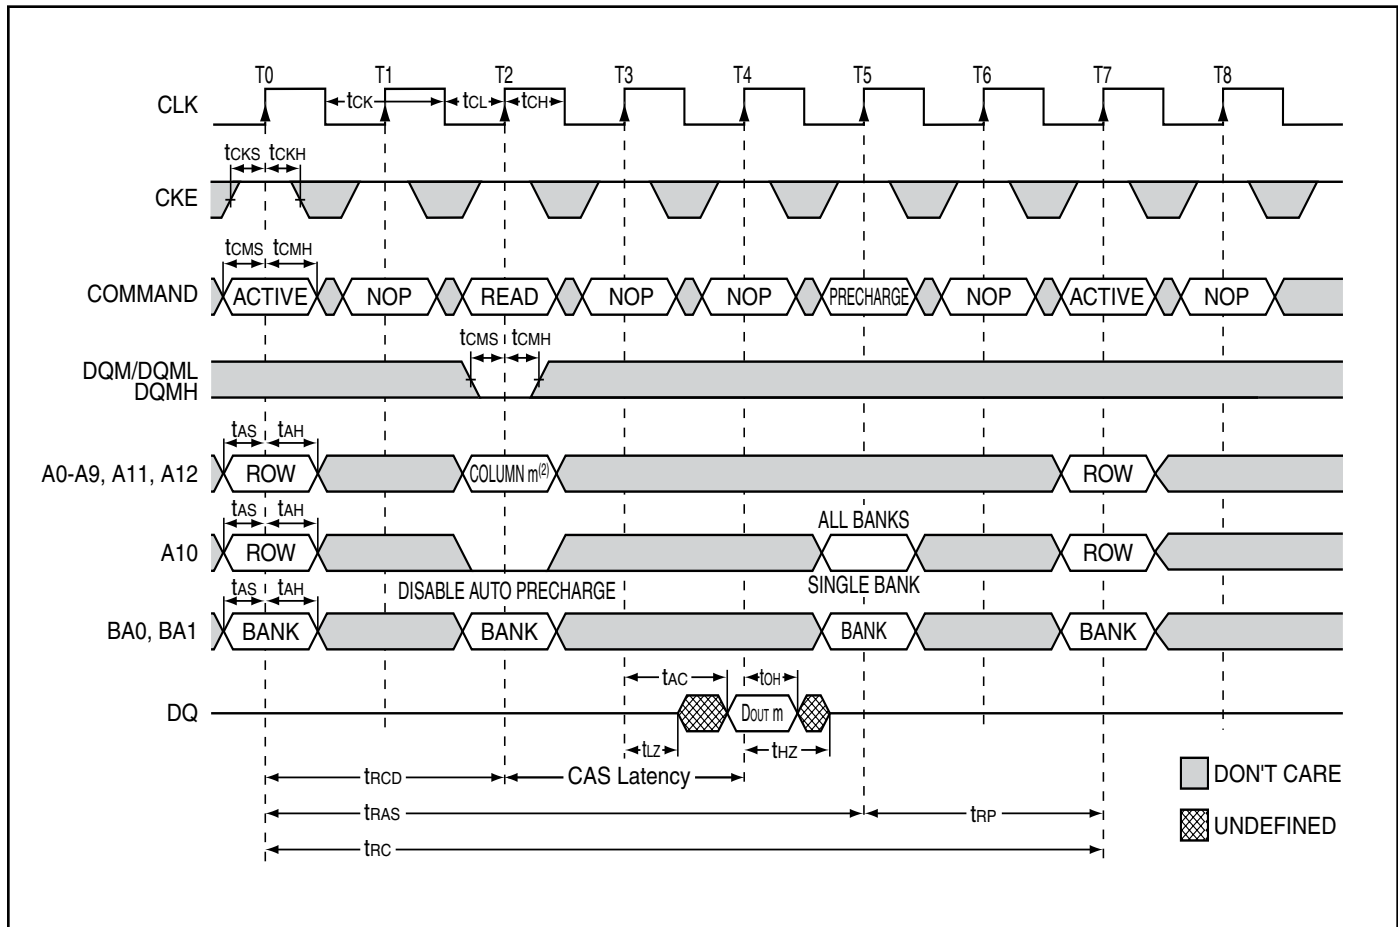 T0 T1 T2 T3 T4 T5 T6 T7 T8
CLK
tCK tCL tCH
tCKS tCKH
CKE
tCMS tCMH
COMMAND ACTIVE NOP READ NOP NOP PRECHARGE NOP ACTIVE NOP
tCMS tCMH
DQM/DQML
DQMH
tAS tAH
A0-A9, A11, A12 ROW COLUMN m(2) ROW
tAS tAH
ALL BANKS
A10 ROW ROW
DISABLE AUTO PRECHARGE SINGLE BANK
tAS tAH
BA0, BA1 BANK BANK BANK BANK
tAC tOH
DQ DOUT m
tLZ tHZ
tRCD CAS Latency
DON'T CARE
tRAS tRP
UNDEFINED
tRC